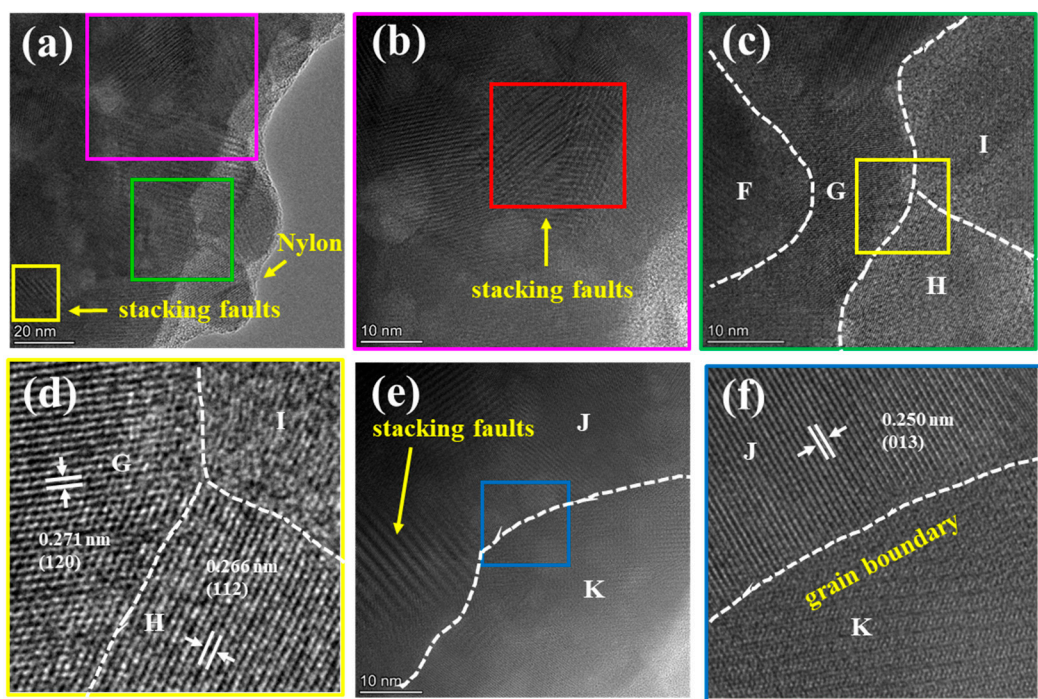 (a)
Nylon
stacking faults
20 nm
(b)
stacking faults
10 nm
(c)
F
G
I
H
10 nm
(d)
I
G
0.271 nm
(120)
0.266 nm
(112)
H
(e)
J
stacking faults
K
10 nm
(f)
0.250 nm
(013)
J
grain boundary
K